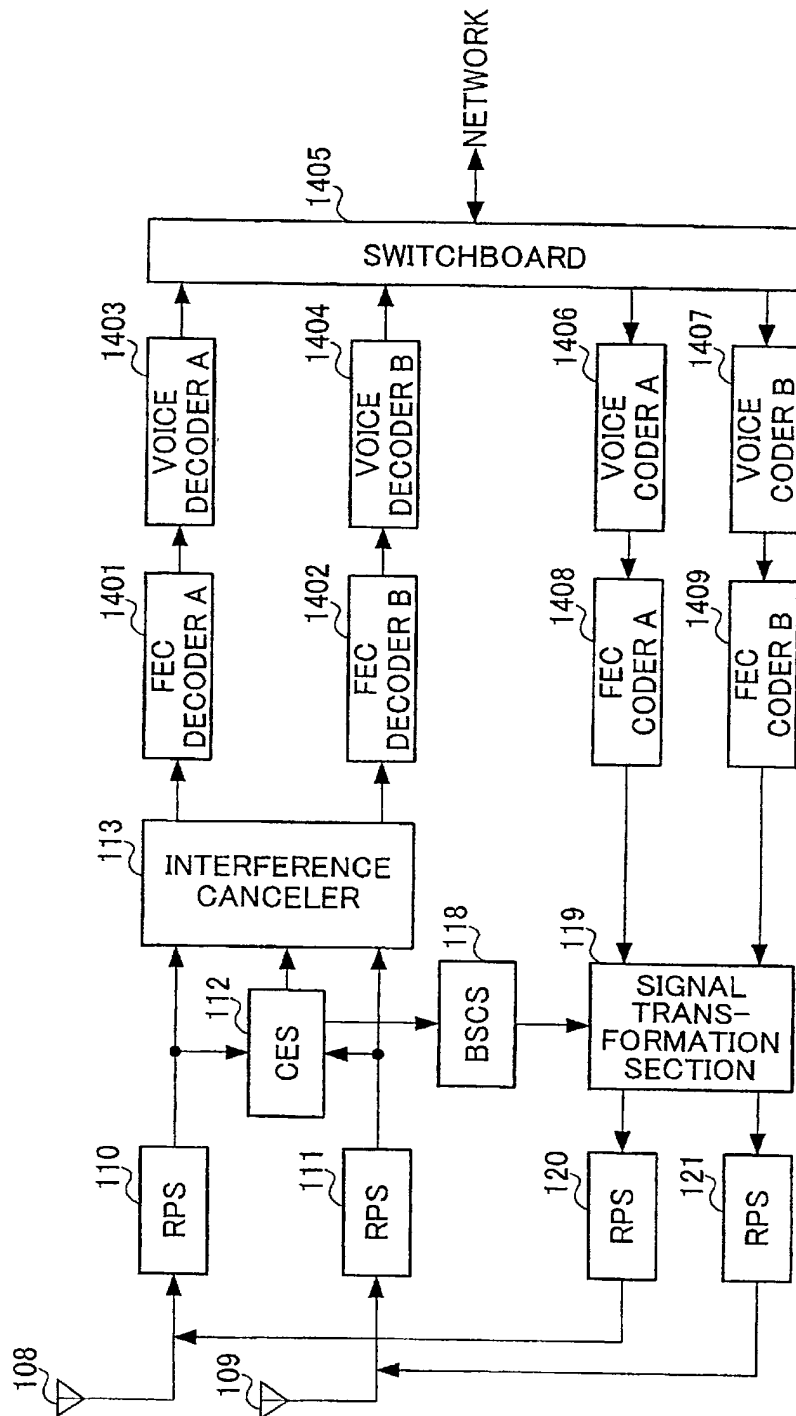 108
109
110
RPS
111
RPS
112
CES
113
INTERFERENCE
CANCELER
1401
FEC
DECODER A
1402
FEC
DECODER B
1403
VOICE
DECODER A
1404
VOICE
DECODER B
1405
SWITCHBOARD
NETWORK
118
BSCS
119
SIGNAL
TRANS-
FORMATION
SECTION
120
RPS
121
RPS
1408
FEC
CODER A
1409
FEC
CODER B
1406
VOICE
CODER A
1407
VOICE
CODER B